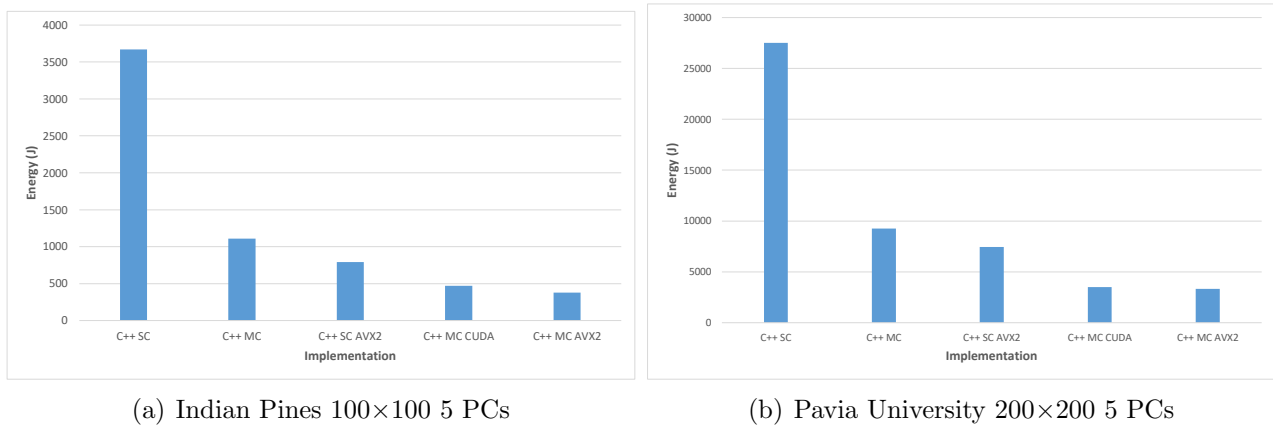 4000
3500
3000
2500
2000
1500
1000
500
0
Energy (J)
C++ SC
C++ MC
C++ SC AVX2
C++ MC CUDA
C++ MC AVX2
Implementation
(a) Indian Pines 100×100 5 PCs
30000
25000
20000
15000
10000
5000
0
Energy (J)
C++ SC
C++ MC
C++ SC AVX2
C++ MC CUDA
C++ MC AVX2
Implementation
(b) Pavia University 200×200 5 PCs